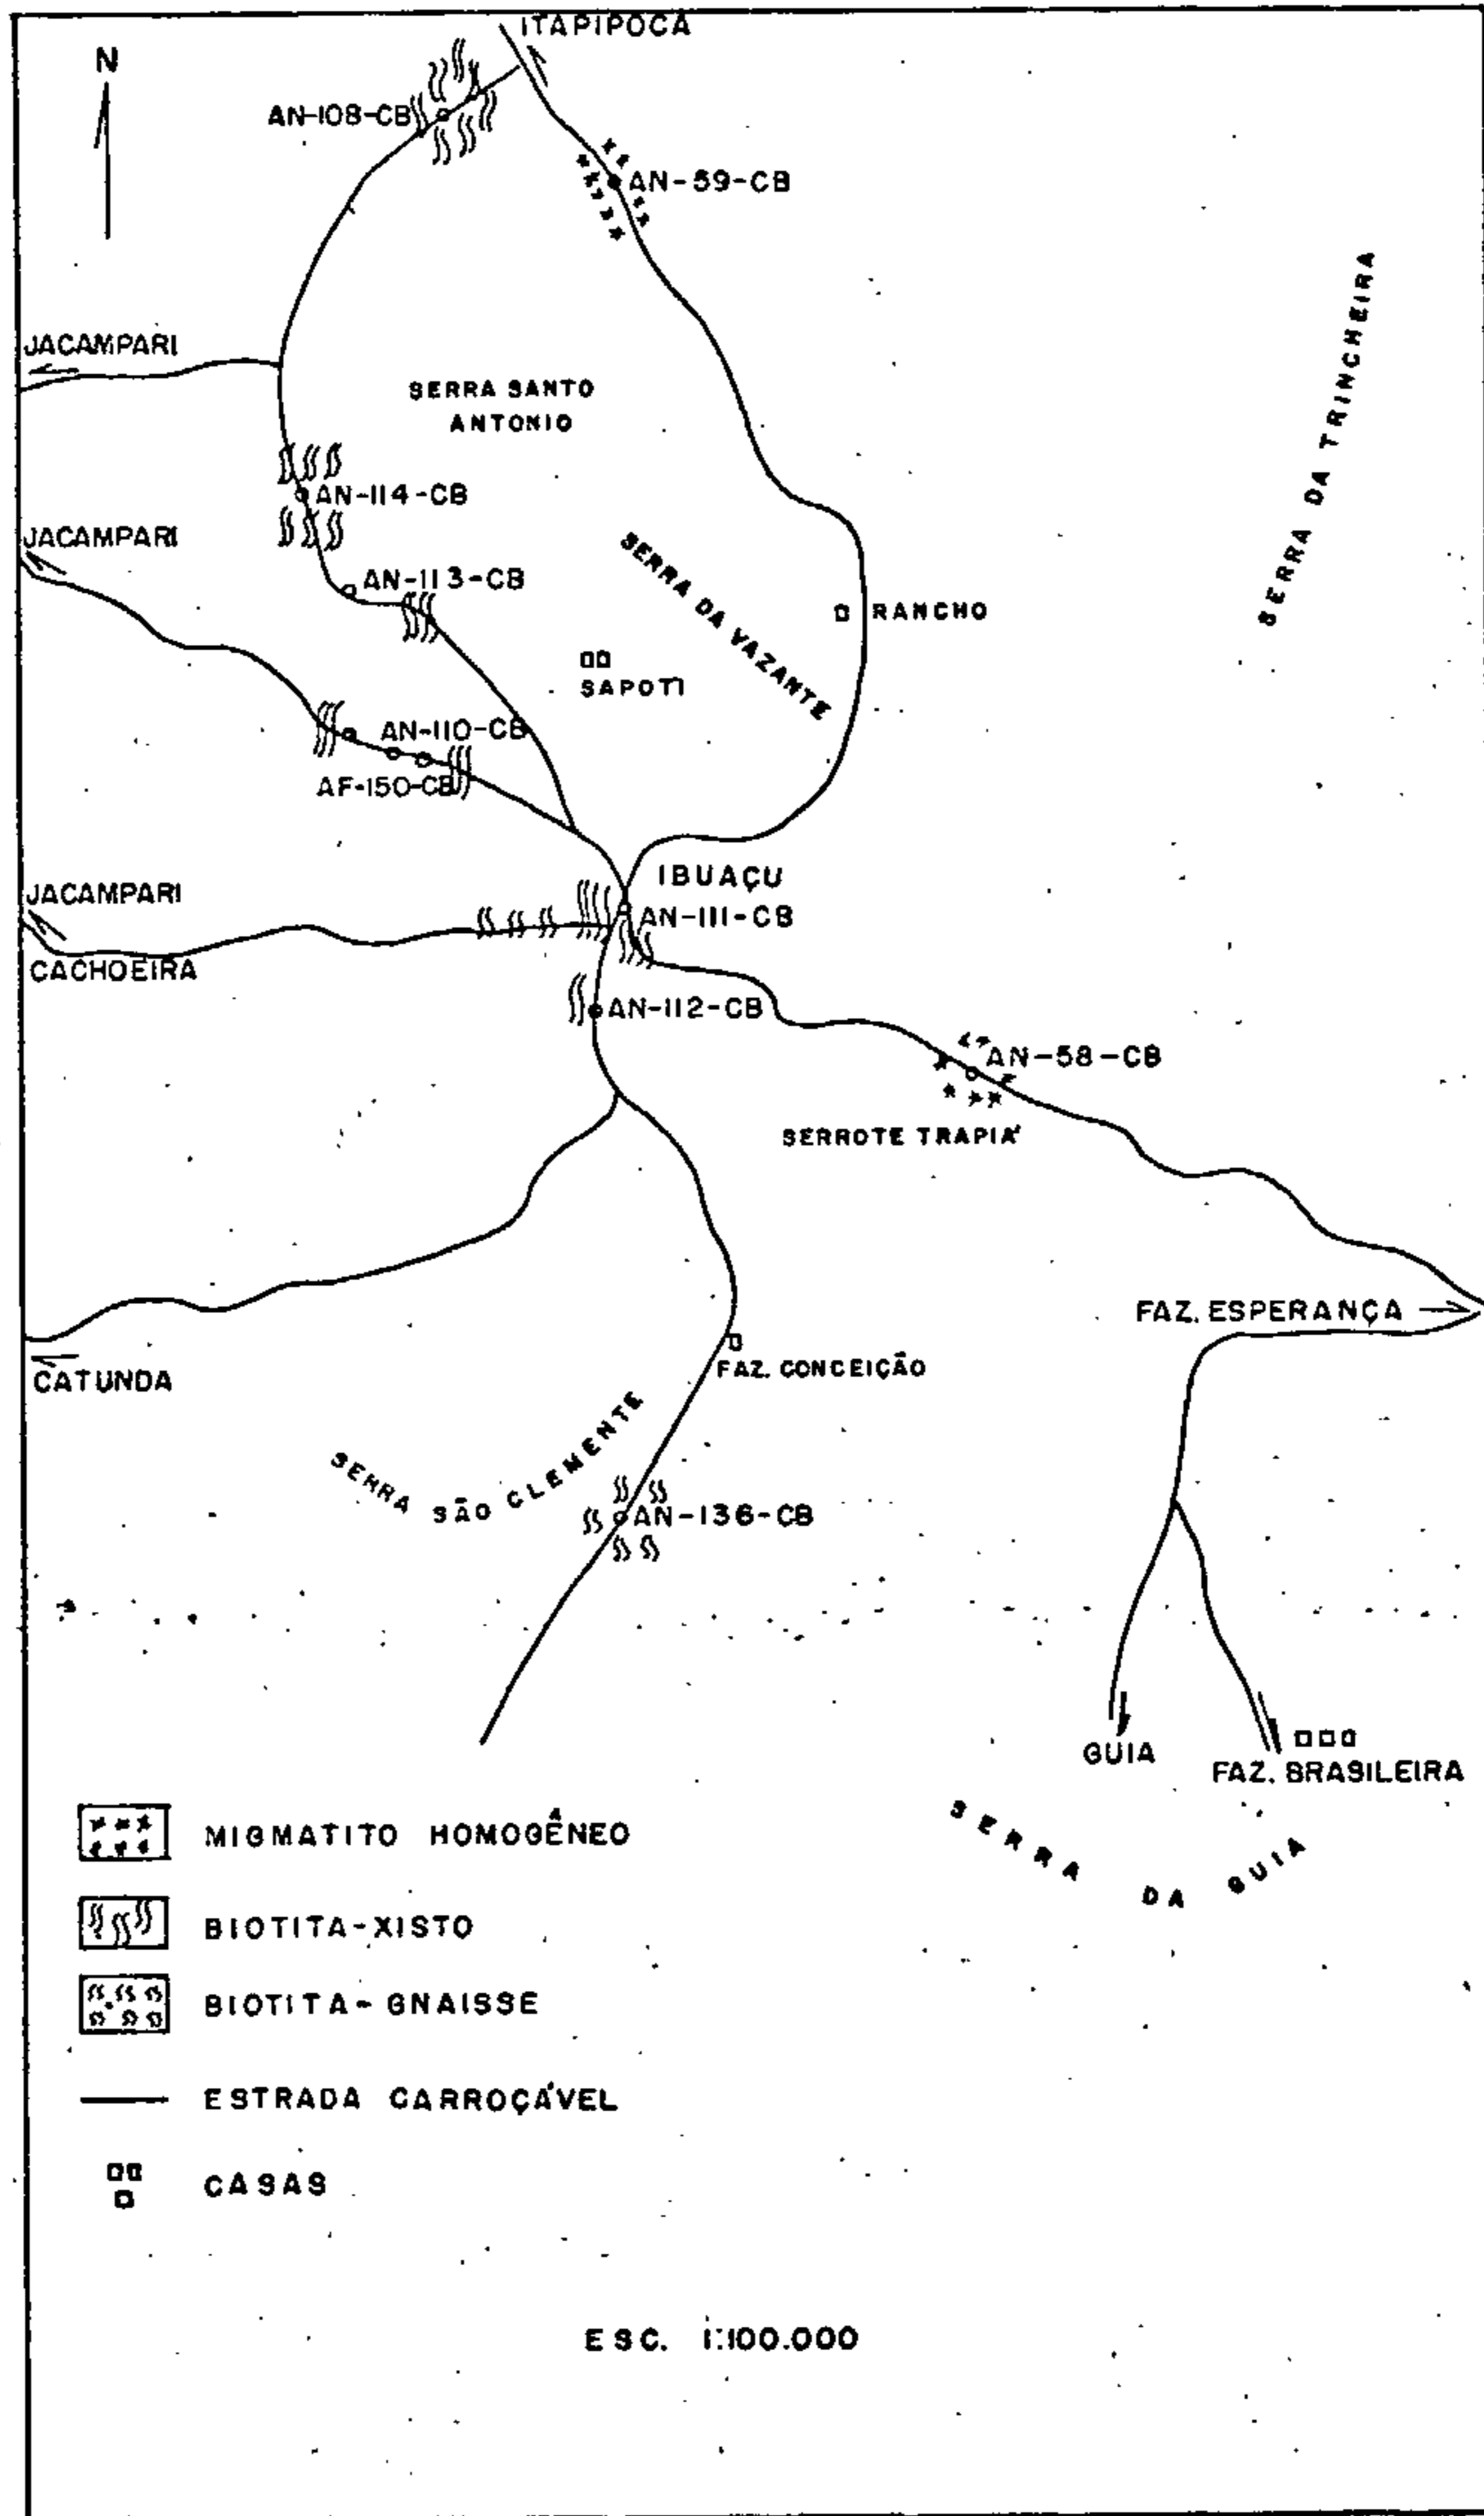 ITAPIPOCA
N
AN-108-CB
AN-59-CB
JACAMPARI
SERRA SANTO
ANTONIO
SERRA DA TRINCHEIRA
AN-114-CB
JACAMPARI
AN-113-CB
SERRA DA VAZANTE
RANCHO
SAPOTI
AN-110-CB
AF-150-CB
IBUAÇU
JACAMPARI
AN-111-CB
CACHOEIRA
AN-112-CB
AN-58-CB
SERROTE TRAPIÁ
FAZ. ESPERANÇA
CATUNDA
FAZ. CONCEIÇÃO
SERRA SÃO CLEMENTE
AN-136-CB
GUIA
FAZ. BRASILEIRA
SERRA DA GUIA
MIGMATITO HOMOGÊNEO
BIOTITA-XISTO
BIOTITA-GNAISSE
ESTRADA CARROÇÁVEL
CASAS
ESC. 1:100.000